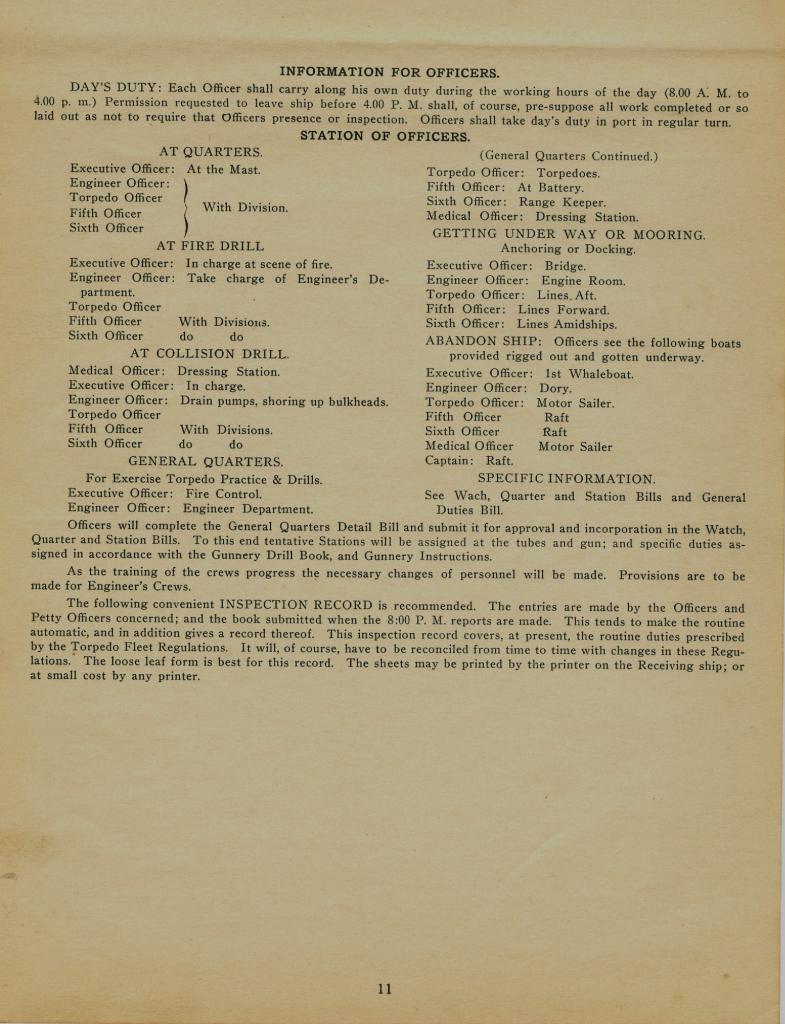 INFORMATION FOR OFFICERS.
DAY'S DUTY: Each Officer shall carry along his own duty during the working hours of the day (8.00 A. M. to
4.00 p. m.) Permission requested to leave ship before 4.00 P. M. shall, of course, pre-suppose all work completed or so
laid out as not to require that Officers presence or inspection. Officers shall take day's duty in port in regular turn.
STATION OF OFFICERS.
AT QUARTERS.
Executive Officer: At the Mast.
Engineer Officer:
Torpedo Officer
Fifth Officer
With Division.
Sixth Officer
AT FIRE DRILL
Executive Officer: In charge at scene of fire.
Engineer Officer: Take charge of Engineer's De-
partment.
Torpedo Officer
Fifth Officer With Divisions.
Sixth Officer do do
AT COLLISION DRILL.
Medical Officer: Dressing Station.
Executive Officer: In charge.
Engineer Officer: Drain pumps, shoring up bulkheads.
Torpedo Officer
Fifth Officer With Divisions.
Sixth Officer do do
GENERAL QUARTERS.
For Exercise Torpedo Practice & Drills.
Executive Officer: Fire Control.
Engineer Officer: Engineer Department.
(General Quarters Continued.)
Torpedo Officer: Torpedoes.
Fifth Officer: At Battery.
Sixth Officer: Range Keeper.
Medical Officer: Dressing Station.
GETTING UNDER WAY OR MOORING.
Anchoring or Docking.
Executive Officer: Bridge.
Engineer Officer: Engine Room.
Torpedo Officer: Lines Aft.
Fifth Officer: Lines Forward.
Sixth Officer: Lines Amidships.
ABANDON SHIP: Officers see the following boats
provided rigged out and gotten underway.
Executive Officer: 1st Whaleboat.
Engineer Officer: Dory.
Torpedo Officer: Motor Sailer.
Fifth Officer Raft
Sixth Officer Raft
Medical Officer Motor Sailer
Captain: Raft.
SPECIFIC INFORMATION.
See Wach, Quarter and Station Bills and General
Duties Bill.
Officers will complete the General Quarters Detail Bill and submit it for approval and incorporation in the Watch,
Quarter and Station Bills. To this end tentative Stations will be assigned at the tubes and gun; and specific duties as-
signed in accordance with the Gunnery Drill Book, and Gunnery Instructions.
As the training of the crews progress the necessary changes of personnel will be made. Provisions are to be
made for Engineer's Crews.
The following convenient INSPECTION RECORD is recommended. The entries are made by the Officers and
Petty Officers concerned; and the book submitted when the 8:00 P. M. reports are made. This tends to make the routine
automatic, and in addition gives a record thereof. This inspection record covers, at present, the routine duties prescribed
by the Torpedo Fleet Regulations. It will, of course, have to be reconciled from time to time with changes in these Regu-
lations. The loose leaf form is best for this record. The sheets may be printed by the printer on the Receiving ship; or
at small cost by any printer.
11